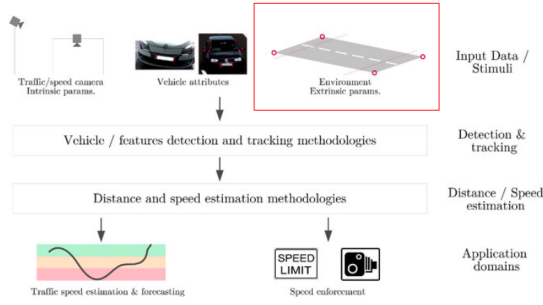 Traffic/speed camera
Intrinsic params.
Vehicle attributes
Environment
Extrinsic params.
Input Data /
Stimuli
Vehicle / features detection and tracking methodologies
Detection &
tracking
Distance and speed estimation methodologies
Distance / Speed
estimation
SPEED
LIMIT
Application
domains
Traffic speed estimation & forecasting
Speed enforcement